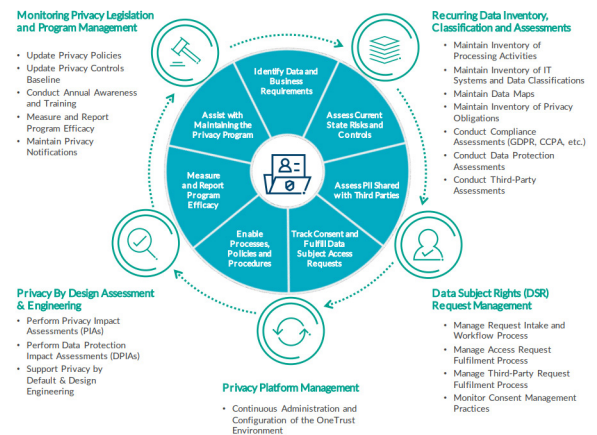 Monitoring Privacy Legislation
and Program Management
• Update Privacy Policies
• Update Privacy Controls
Baseline
• Conduct Annual Awareness
and Training
• Measure and Report
Program Efficacy
• Maintain Privacy
Notifications
Recurring Data Inventory,
Classification and Assessments
• Maintain Inventory of
Processing Activities
• Maintain Inventory of IT
Systems and Data Classifications
• Maintain Data Maps
• Maintain Inventory of Privacy
Obligations
• Conduct Compliance
Assessments (GDPR, CCPA, etc.)
• Conduct Data Protection
Assessments
• Conduct Third-Party
Assessments
Identify Data and
Business
Requirements
Assess Current
State Risks and
Controls
Assess PII Shared
with Third Parties
Track Consent and
Fulfill Data
Subject Access
Requests
Enable
Processes,
Policies and
Procedures
Measure
and Report
Program
Efficacy
Assist with
Maintaining the
Privacy Program
Privacy By Design Assessment
& Engineering
• Perform Privacy Impact
Assessments (PIAs)
• Perform Data Protection
Impact Assessments (DPIAs)
• Support Privacy by
Default & Design
Engineering
Privacy Platform Management
• Continuous Administration and
Configuration of the OneTrust
Environment
Data Subject Rights (DSR)
Request Management
• Manage Request Intake and
Workflow Process
• Manage Access Request
Fulfilment Process
• Manage Third-Party Request
Fulfilment Process
• Monitor Consent Management
Practices